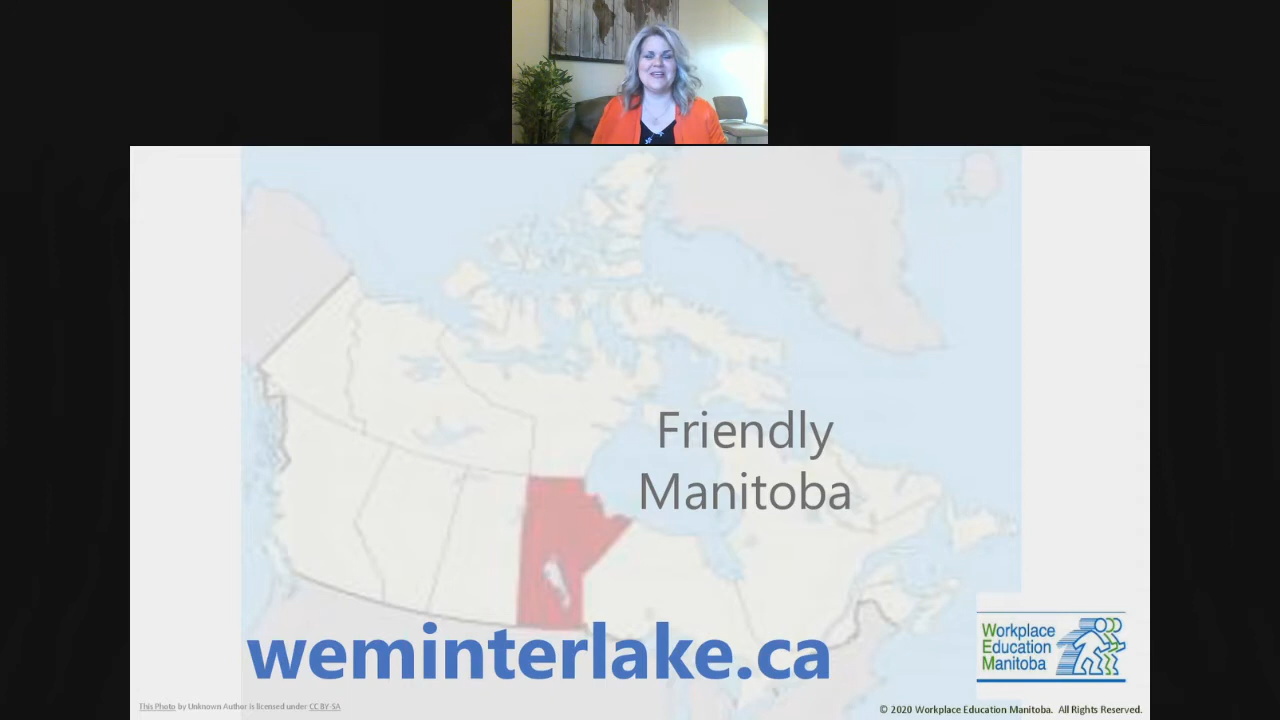 Friendly
Manitoba
weminterlake.ca
Workplace
Education
Manitoba
This Photo by Unknown Author is licensed under CC BY-SA
© 2020 Workplace Education Manitoba. All Rights Reserved.